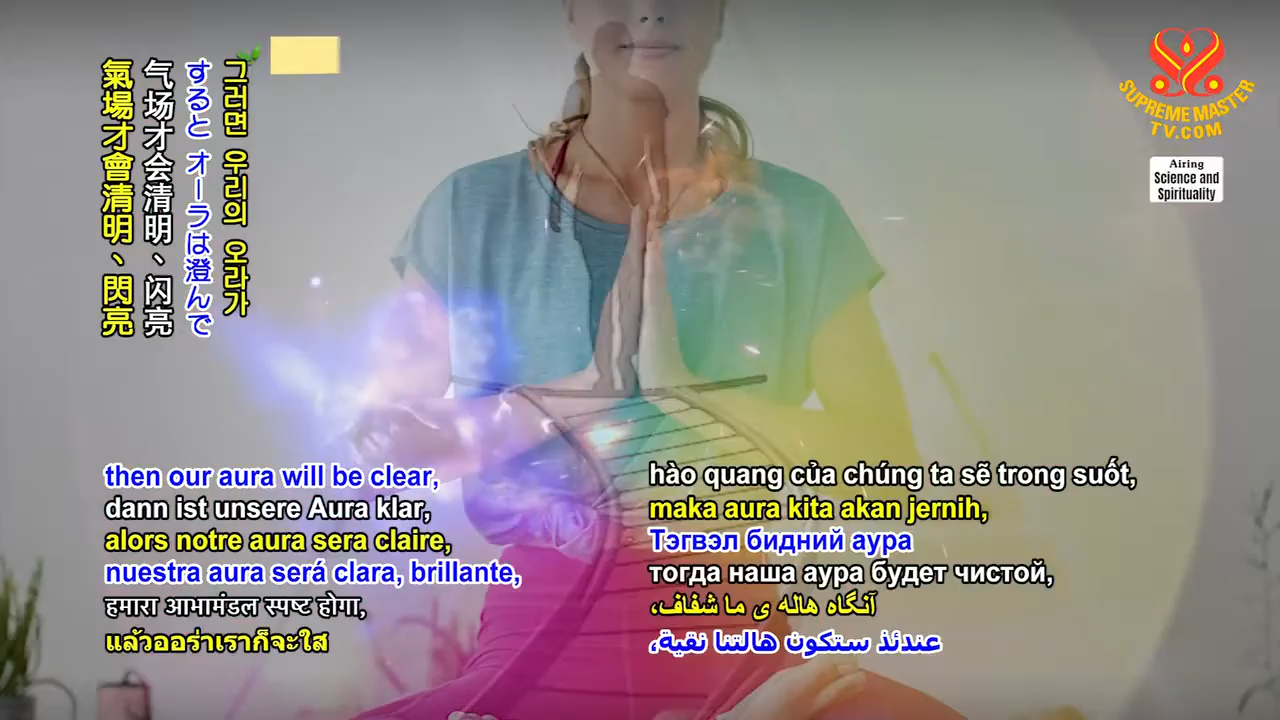 氣場才會清明、閃亮
气场才会清明、闪亮
すると オーラは澄んで
그러면 우리의 오라가
SUPREME MASTER
TV.COM
Airing
Science and
Spirituality
then our aura will be clear,
dann ist unsere Aura klar,
alors notre aura sera claire,
nuestra aura será clara, brillante,
हमारा आभामंडल स्पष्ट होगा,
แล้วออร่าเราก็จะใส
hào quang của chúng ta sẽ trong suốt,
maka aura kita akan jernih,
Тэгвэл бидний аура
тогда наша аура будет чистой,
آنگاه هاله ی ما شفاف،
عندئذ ستكون هالتنا نقية،